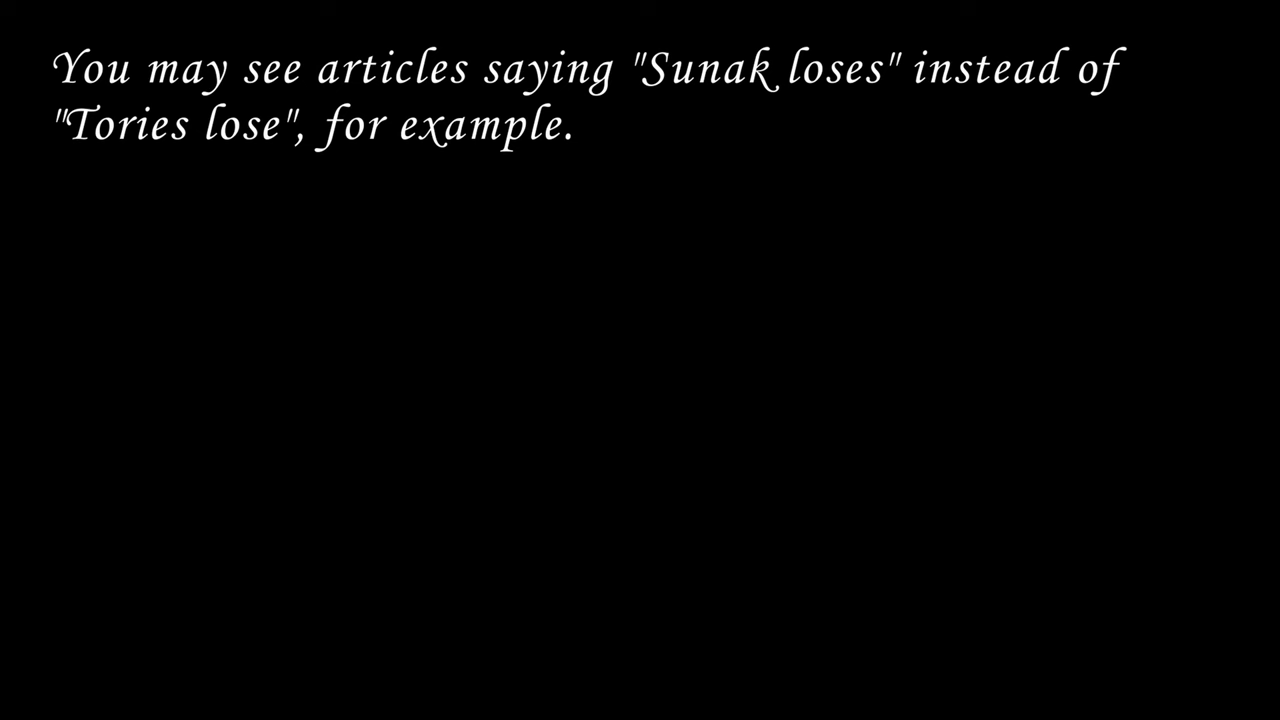 You may see articles saying "Sunak loses" instead of
"Tories lose", for example.